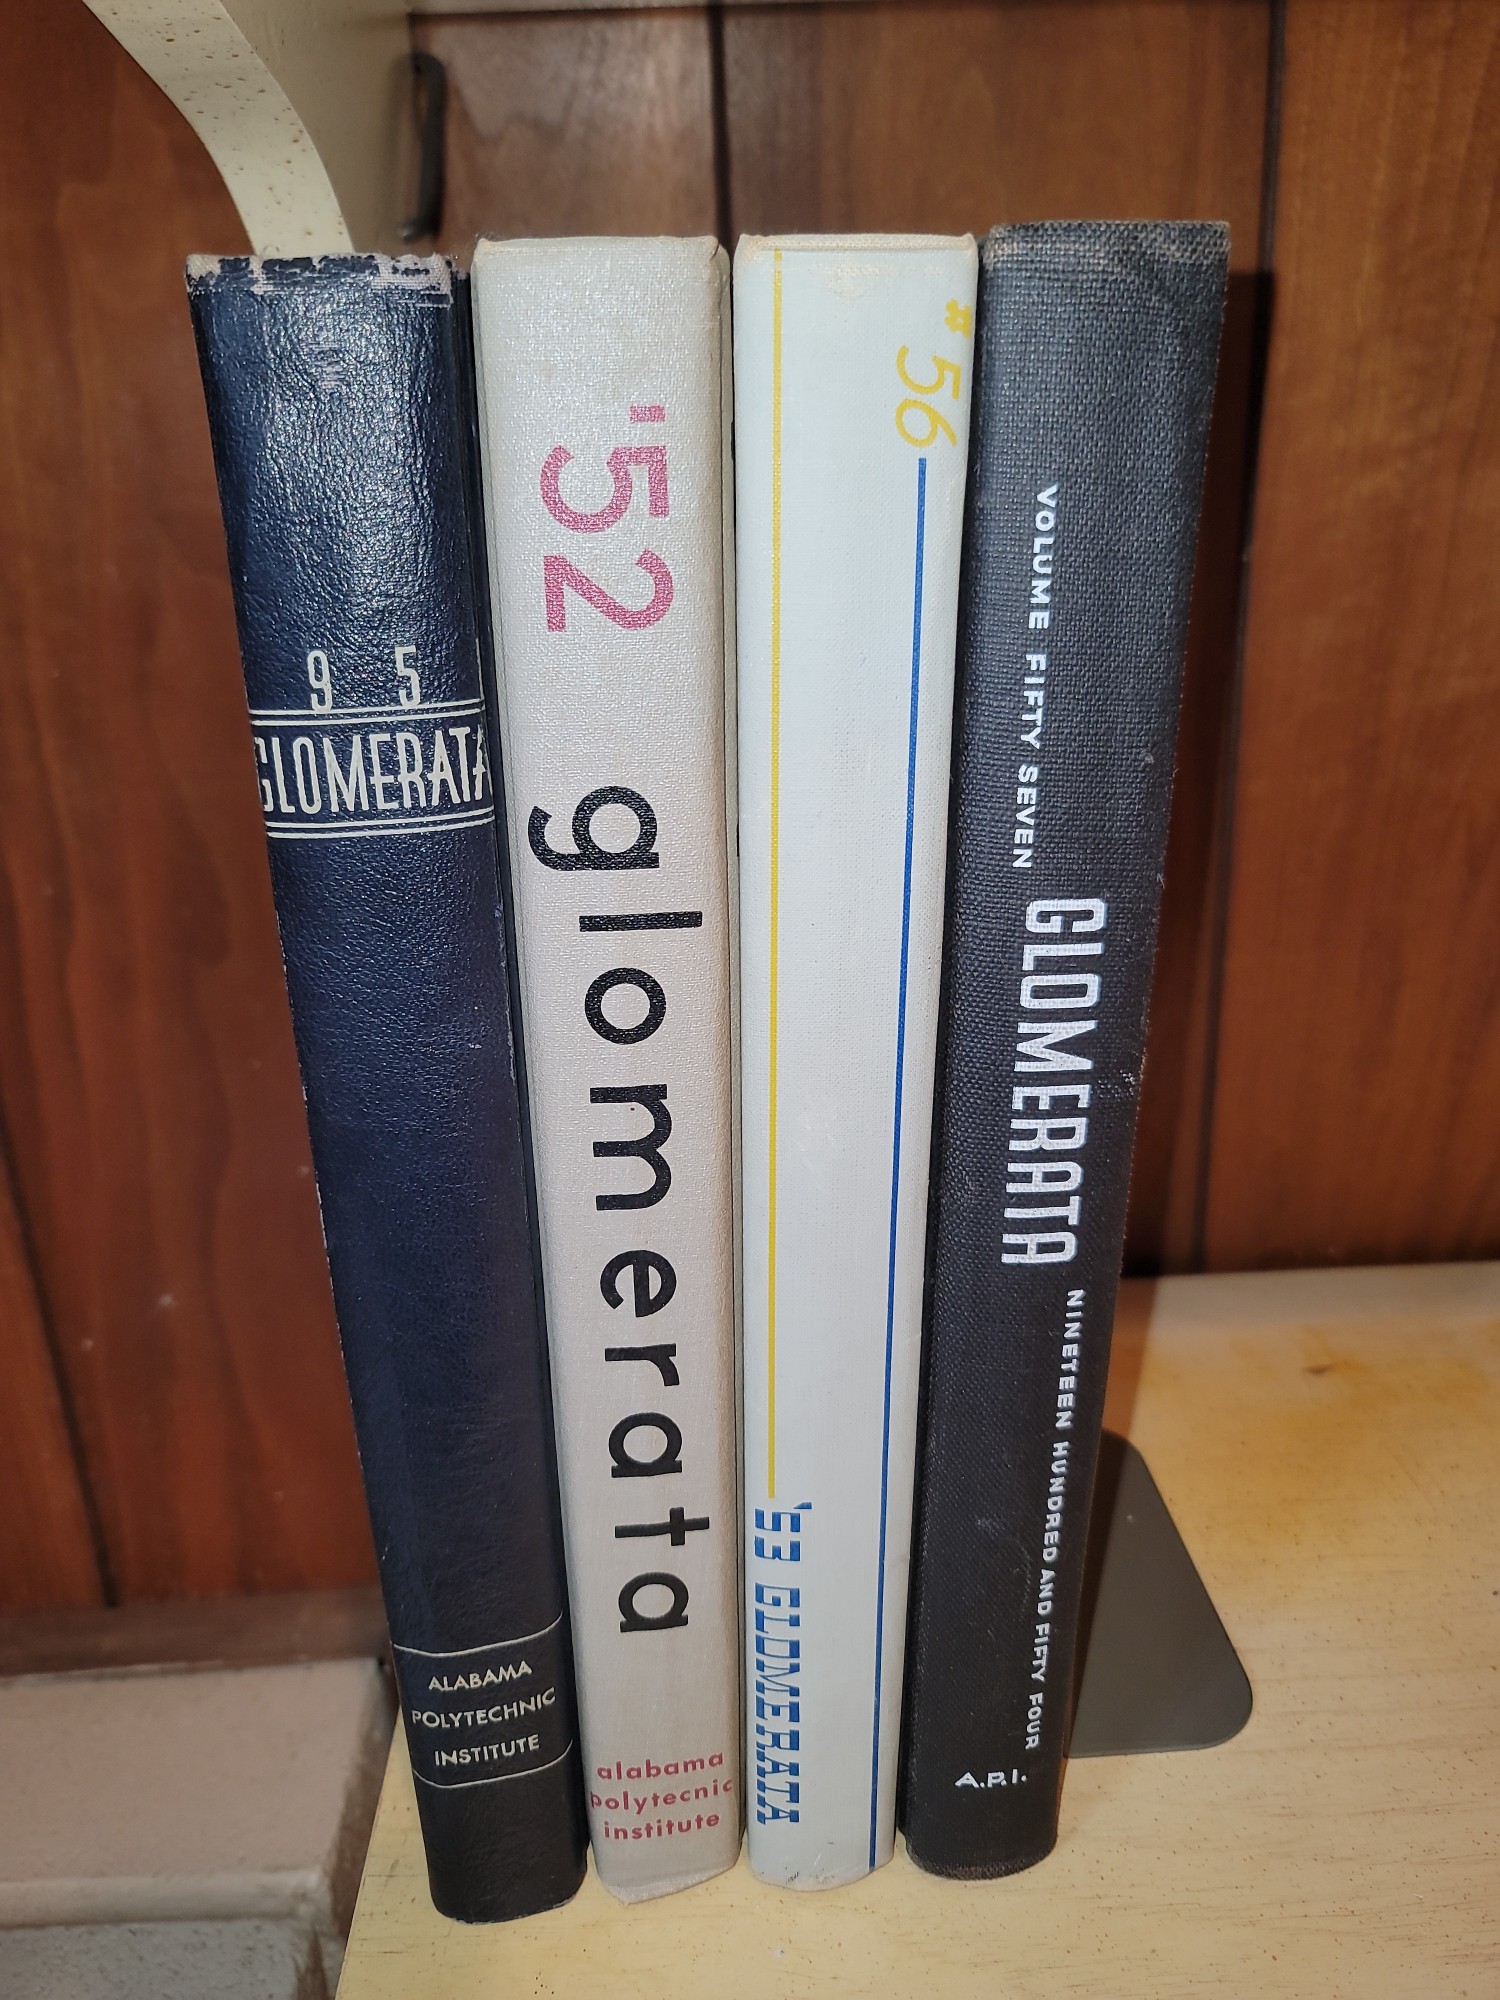 9 5
GLOMERATA
ALABAMA
POLYTECHNIC
INSTITUTE
'52 glomerata
alabama
polytecnic
institute
# 56
'53 GLOMERATA
VOLUME FIFTY SEVEN GLOMERATA NINETEEN HUNDRED AND FIFTY FOUR
A.P.I.